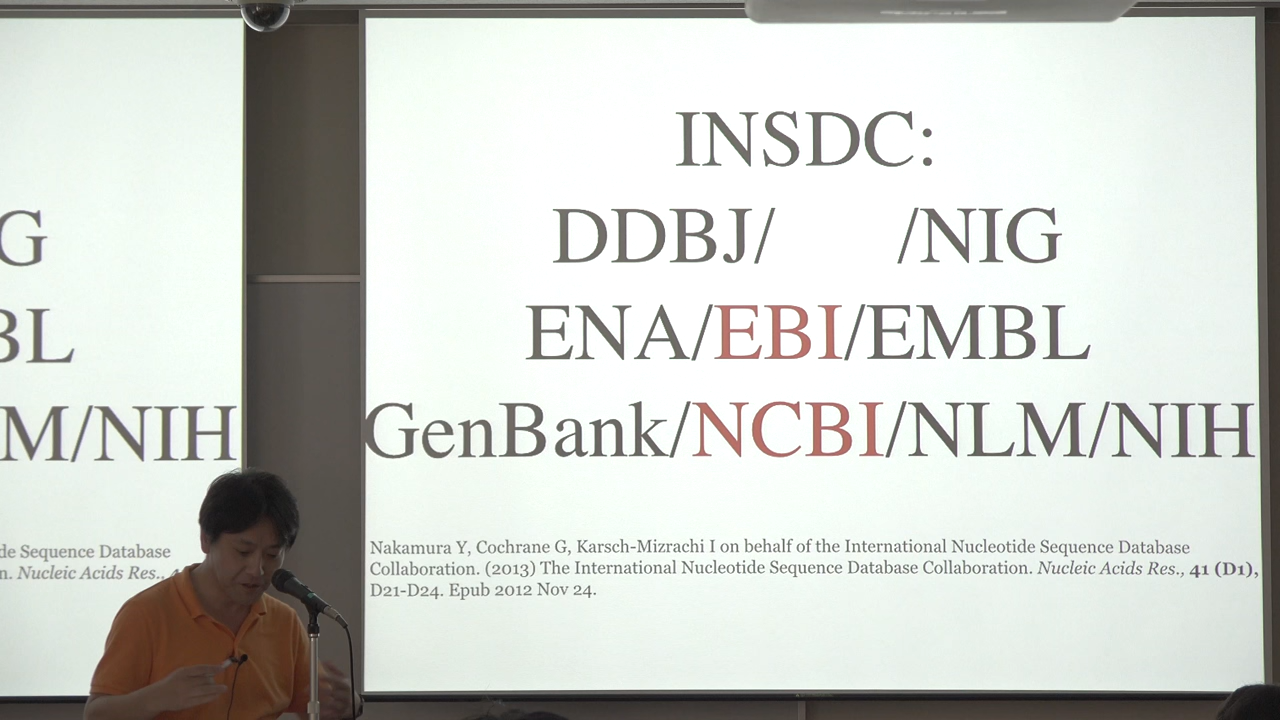 INSDC:
DDBJ/ /NIG
ENA/EBI/EMBL
GenBank/NCBI/NLM/NIH
Nakamura Y, Cochrane G, Karsch-Mizrachi I on behalf of the International Nucleotide Sequence Database
Collaboration. (2013) The International Nucleotide Sequence Database Collaboration. Nucleic Acids Res., 41 (D1),
D21-D24. Epub 2012 Nov 24.
G
BL
M/NIH
de Sequence Database
n. Nucleic Acids Res.,